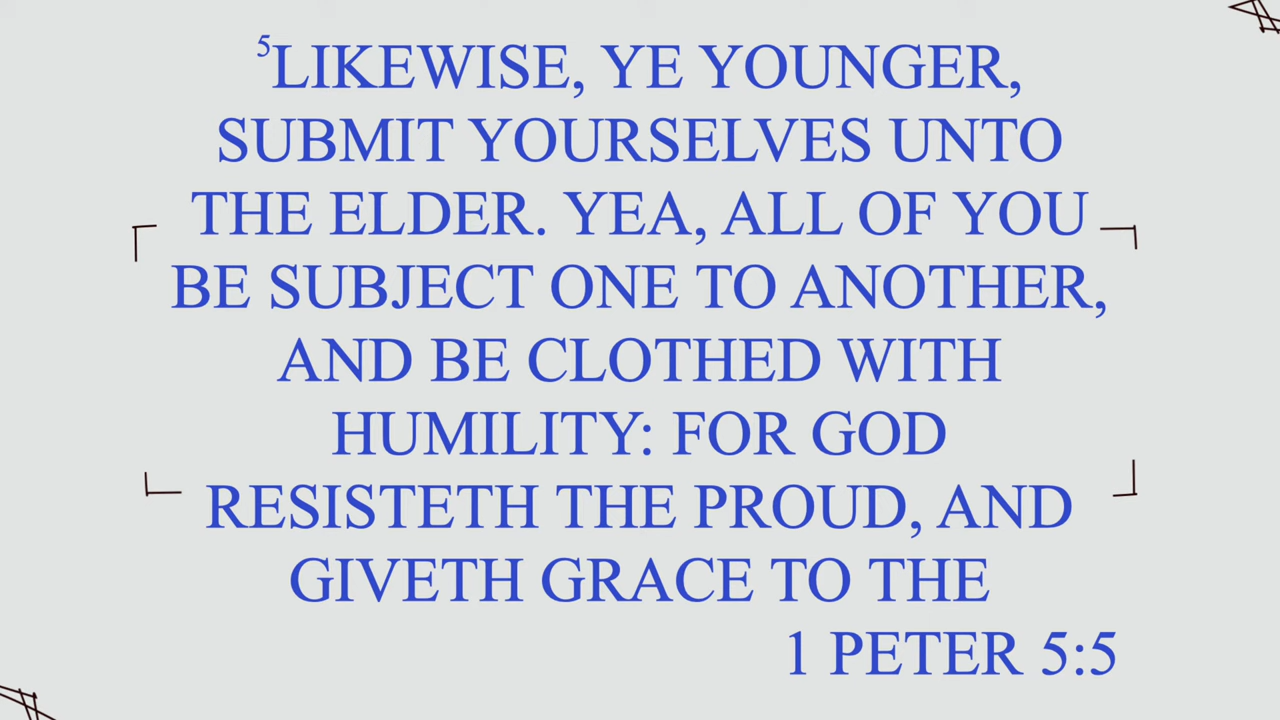 ⁵LIKEWISE, YE YOUNGER,
SUBMIT YOURSELVES UNTO
THE ELDER. YEA, ALL OF YOU
BE SUBJECT ONE TO ANOTHER,
AND BE CLOTHED WITH
HUMILITY: FOR GOD
RESISTETH THE PROUD, AND
GIVETH GRACE TO THE
1 PETER 5:5